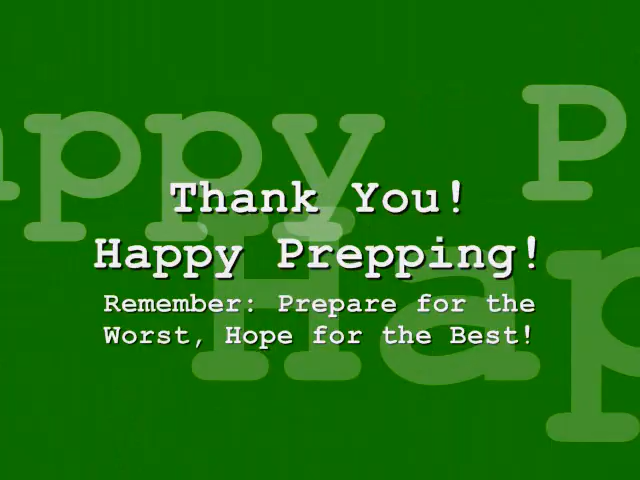 Thank You!
Happy Prepping!
Remember: Prepare for the
Worst, Hope for the Best!